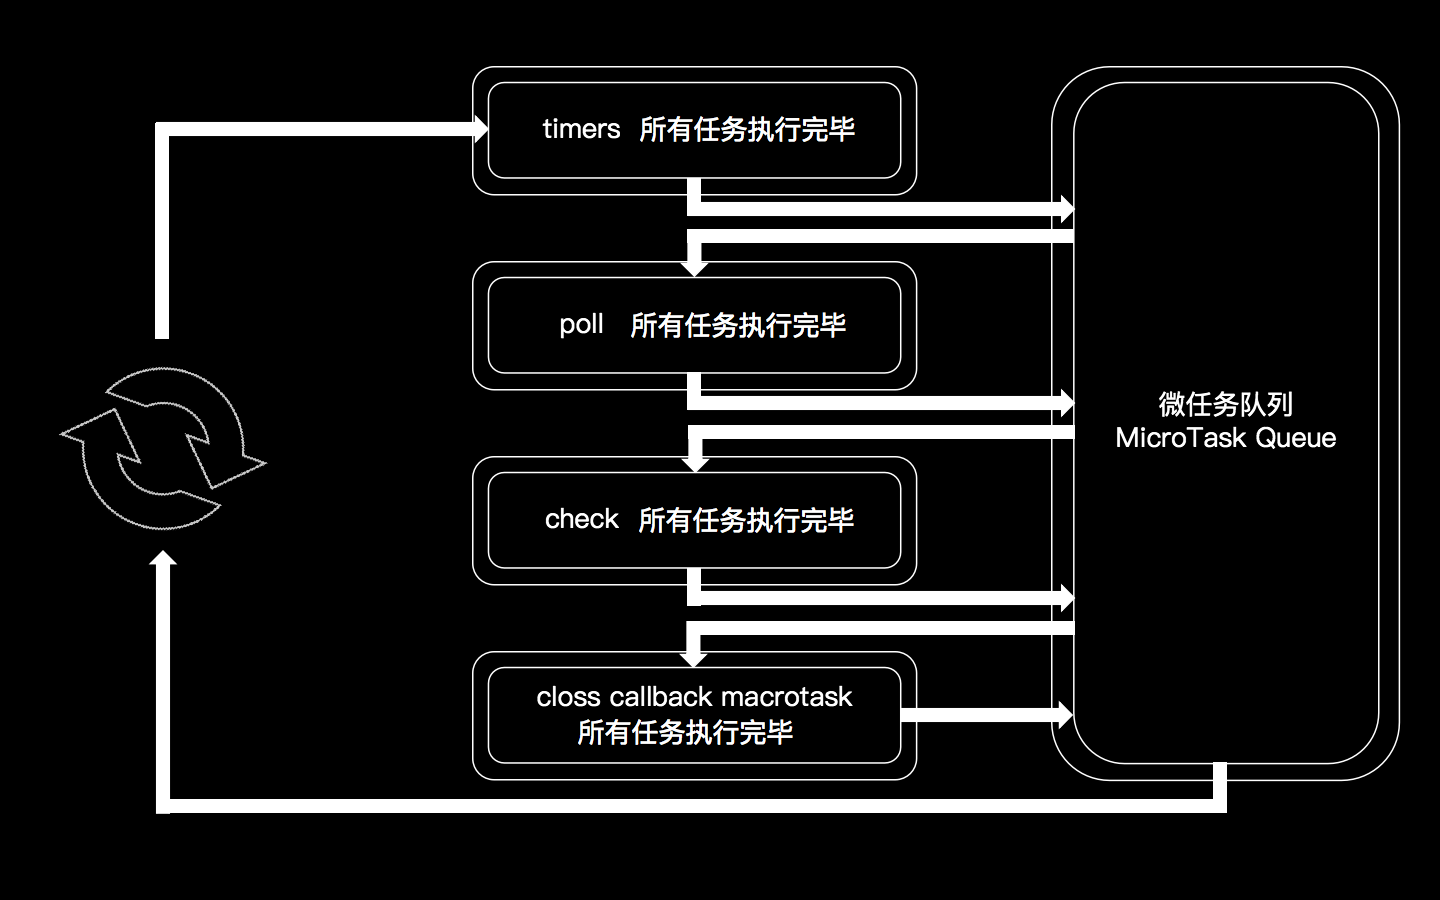 timers 所有任务执行完毕
poll 所有任务执行完毕
check 所有任务执行完毕
closs callback macrotask
所有任务执行完毕
微任务队列
MicroTask Queue